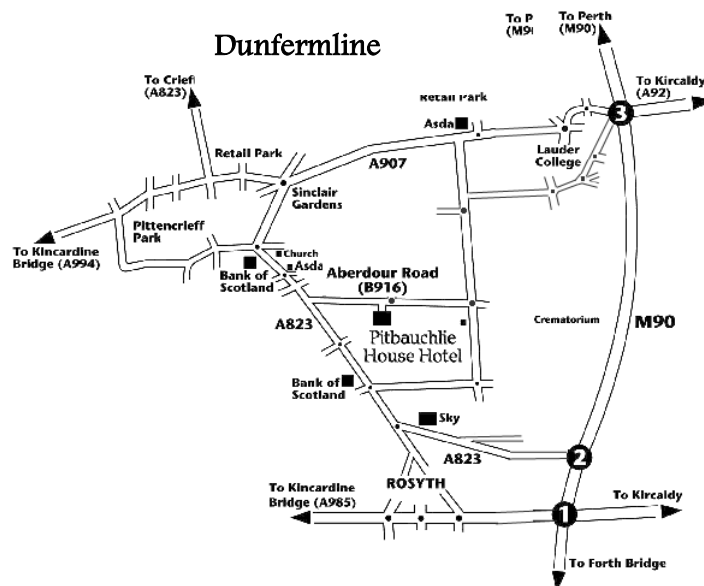 Dunfermline
To P
(M9
To Perth
(M90)
To Crieff
(A823)
To Kircaldy
(A92)
3
Retail Park
Asda
Retail Park
A907
Lauder
College
Sinclair
Gardens
Pittencrieff
Park
To Kincardine
Bridge (A994)
Church
Asda
Bank of
Scotland
Aberdour Road
(B916)
A823
Crematorium
M90
Pitbauchlie
House Hotel
Bank of
Scotland
Sky
A823
2
ROSYTH
To Kincardine
Bridge (A985)
1
To Kircaldy
To Forth Bridge